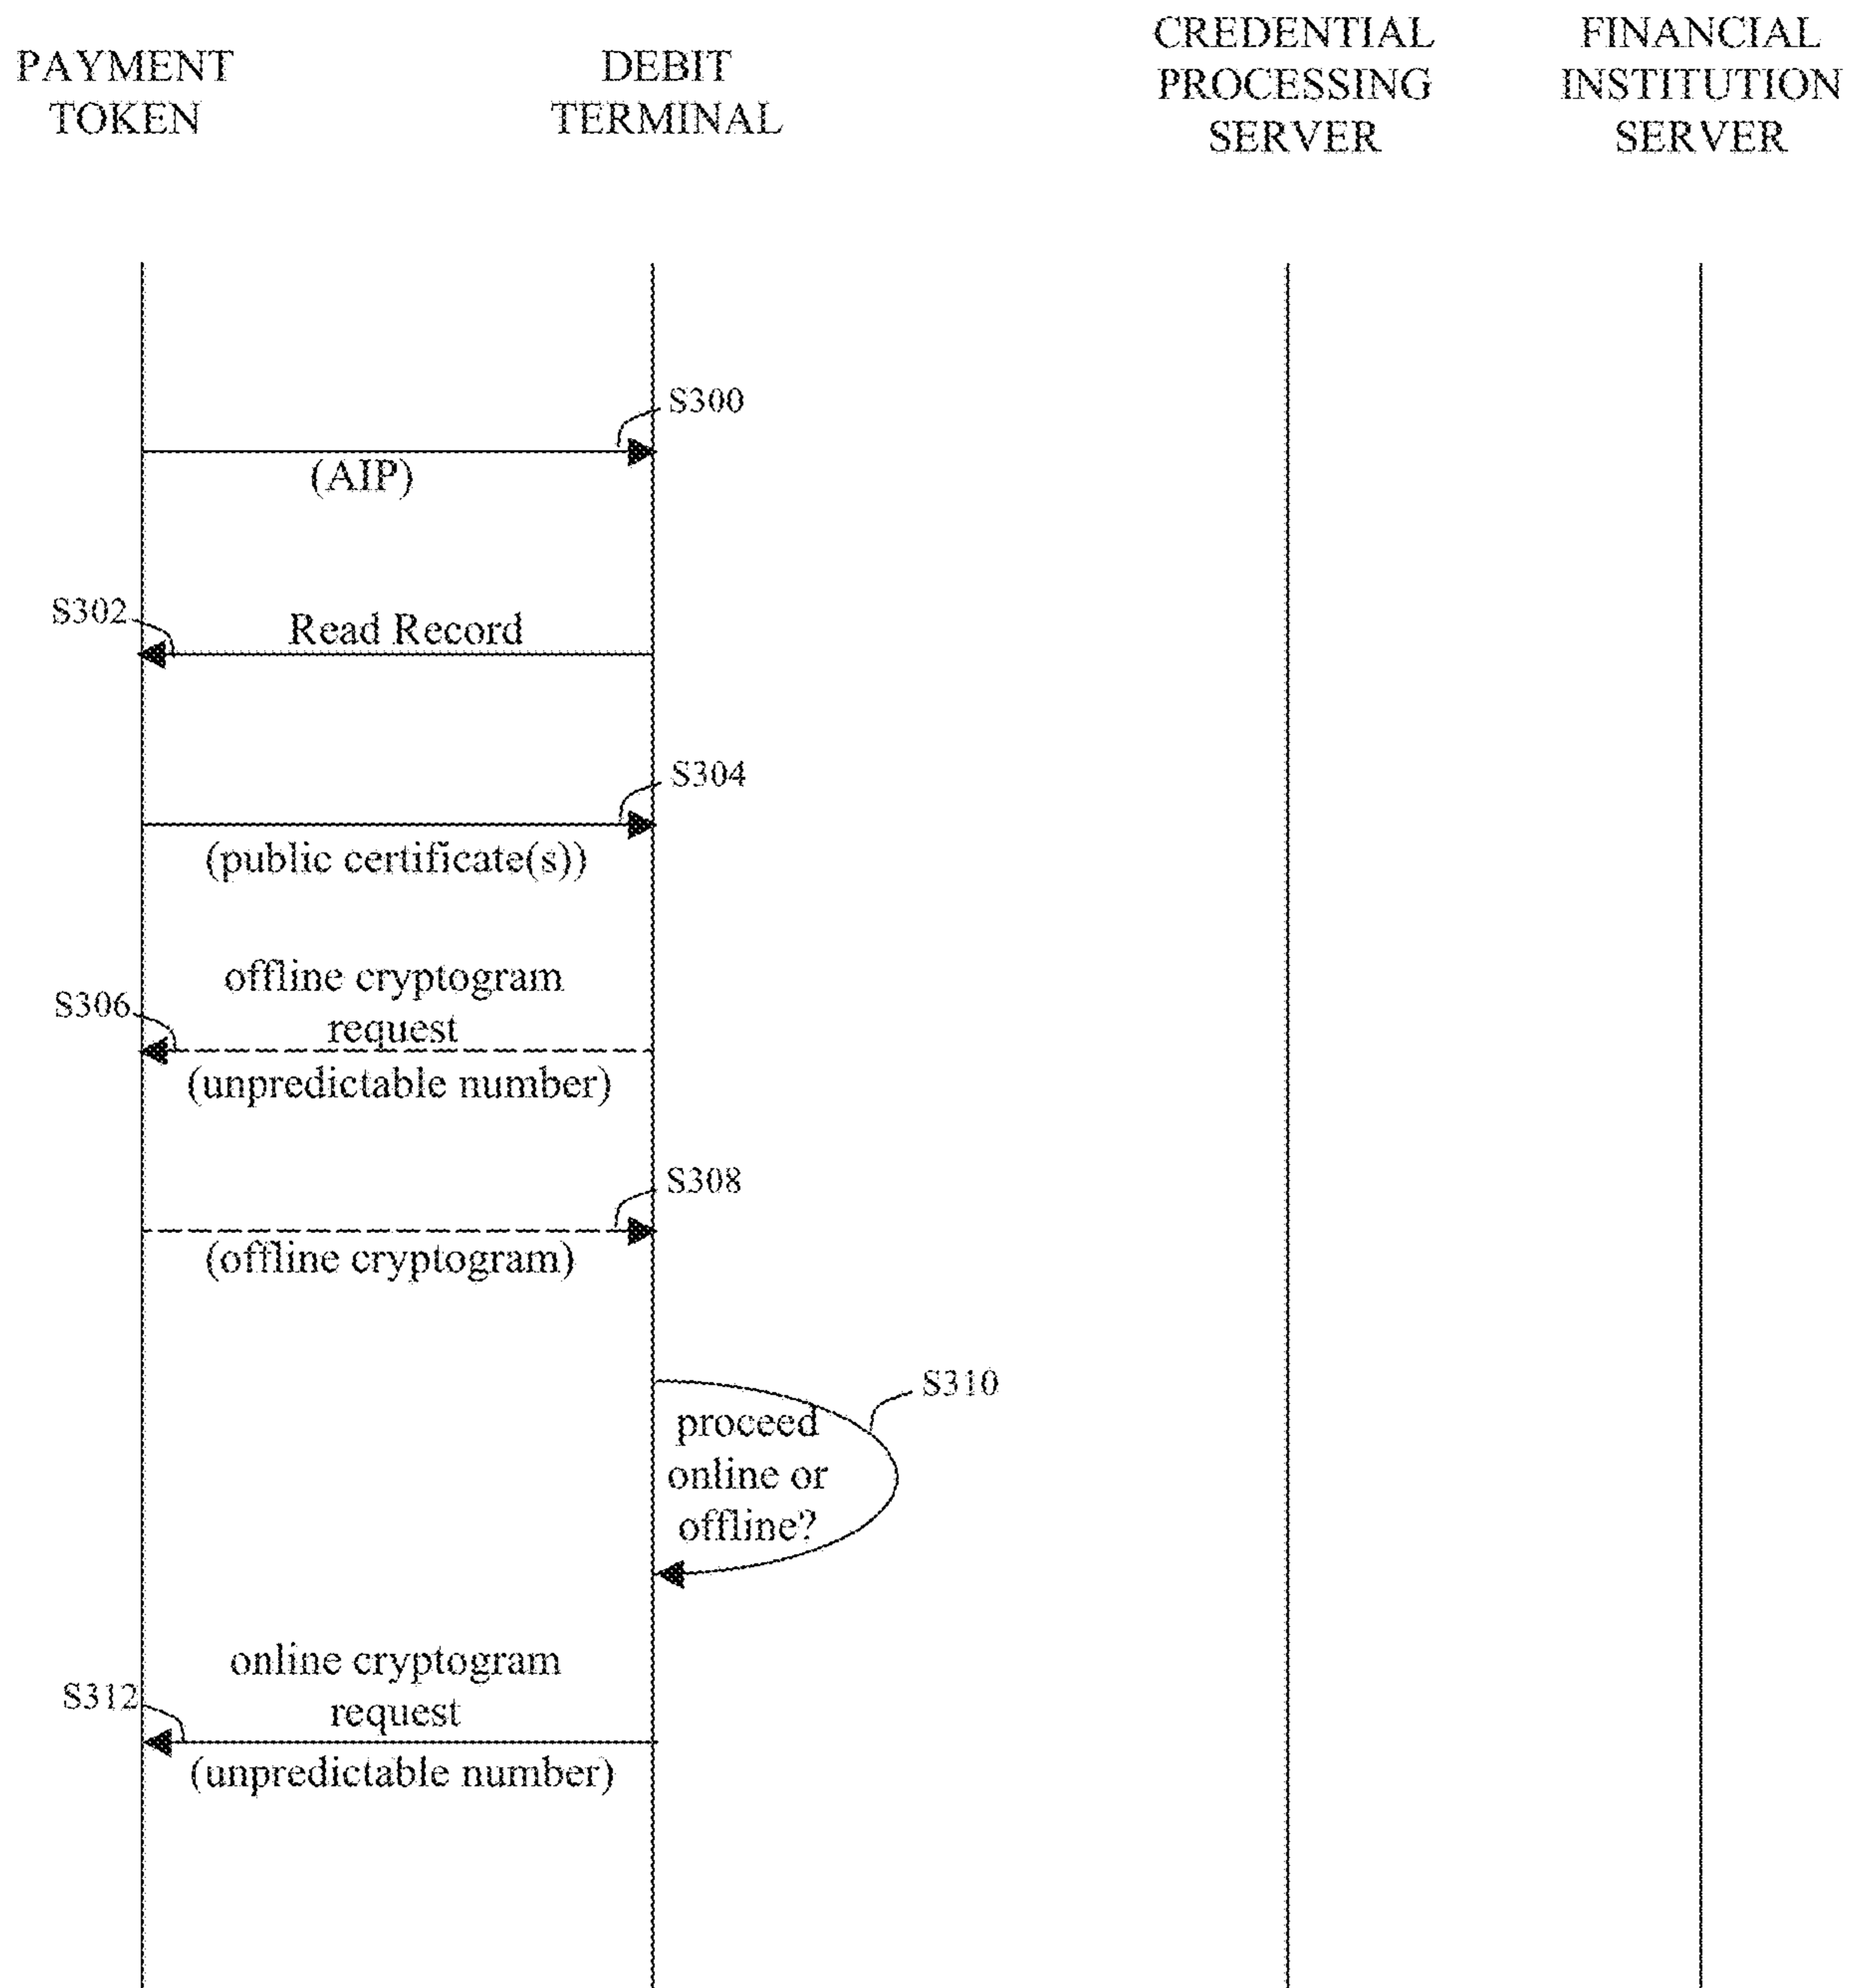 PAYMENT
TOKEN
DEBIT
TERMINAL
CREDENTIAL
PROCESSING
SERVER
FINANCIAL
INSTITUTION
SERVER
S300
(AIP)
S302
Read Record
S304
(public certificate(s))
offline cryptogram
S306
request
(unpredictable number)
S308
(offline cryptogram)
S310
proceed
online or
offline?
online cryptogram
S312
request
(unpredictable number)